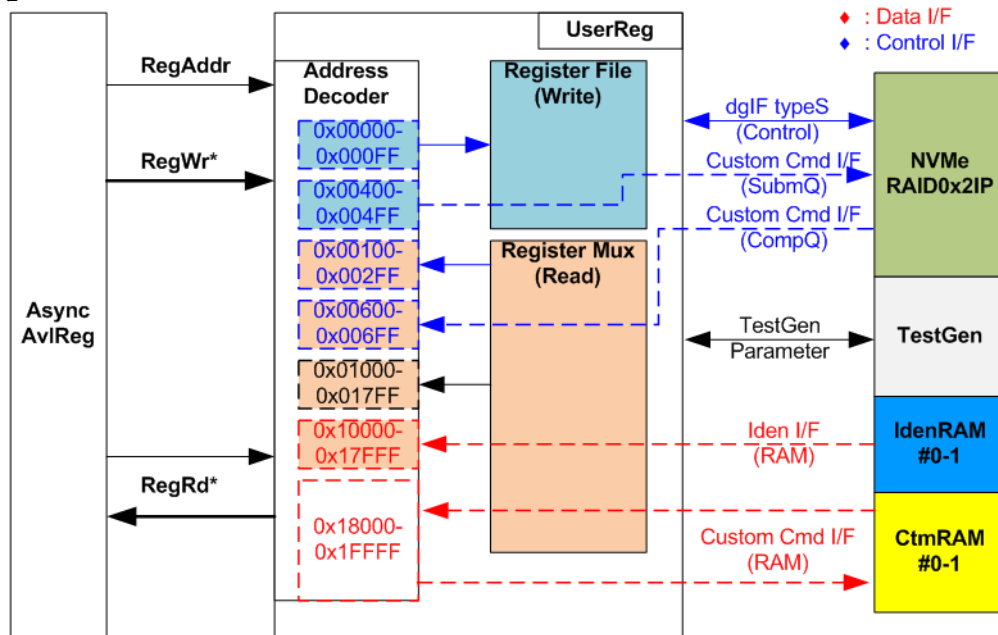 UserReg
♦ : Data I/F
♦ : Control I/F
RegAddr
RegWr*
Async
AvlReg
RegRd*
Address
Decoder
0x00000-
0x000FF
0x00400-
0x004FF
0x00100-
0x002FF
0x00600-
0x006FF
0x01000-
0x017FF
0x10000-
0x17FFF
0x18000-
0x1FFFF
Register File
(Write)
Register Mux
(Read)
dgIF typeS
(Control)
Custom Cmd I/F
(SubmQ)
Custom Cmd I/F
(CompQ)
TestGen
Parameter
Iden I/F
(RAM)
Custom Cmd I/F
(RAM)
NVMe
RAID0x2IP
TestGen
IdenRAM
#0-1
CtmRAM
#0-1